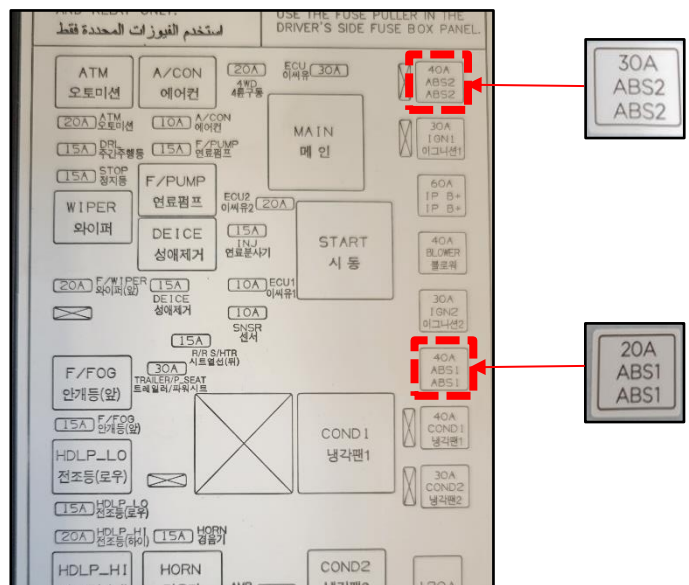 USE THE FUSE PULLER IN THE
DRIVER'S SIDE FUSE BOX PANEL.
استخدم الفيوزات المحددة فقط
ATM
오토미션
A/CON
에어컨
20A
4WD
4륜구동
ECU
이씨유
30A
40A
ABS2
ABS2
30A
ABS2
ABS2
20A
ATM
오토미션
10A
A/CON
에어컨
MAIN
메인
30A
IGN1
이그니션1
15A
DRL
주간주행등
15A
F/PUMP
연료펌프
15A
STOP
정지등
F/PUMP
연료펌프
60A
IP B+
IP B+
WIPER
와이퍼
ECU2
이씨유2
20A
DEICE
성애제거
15A
INJ
연료분사기
START
시동
40A
BLOWER
블로워
20A
F/WIPER
와이퍼(앞)
15A
DEICE
성애제거
10A
ECU1
이씨유1
30A
IGN2
이그니션2
10A
SNSR
센서
15A
R/R S/HTR
시트열선(뒤)
40A
ABS1
ABS1
20A
ABS1
ABS1
F/FOG
안개등(앞)
30A
TRAILER/P_SEAT
트레일러/파워시트
15A
F/FOG
안개등(앞)
COND1
냉각팬1
40A
COND1
냉각팬1
HDLP_LO
전조등(로우)
30A
COND2
냉각팬2
15A
HDLP_LO
전조등(로우)
20A
HDLP_HI
전조등(하이)
15A
HORN
경음기
HDLP_HI
HORN
COND2